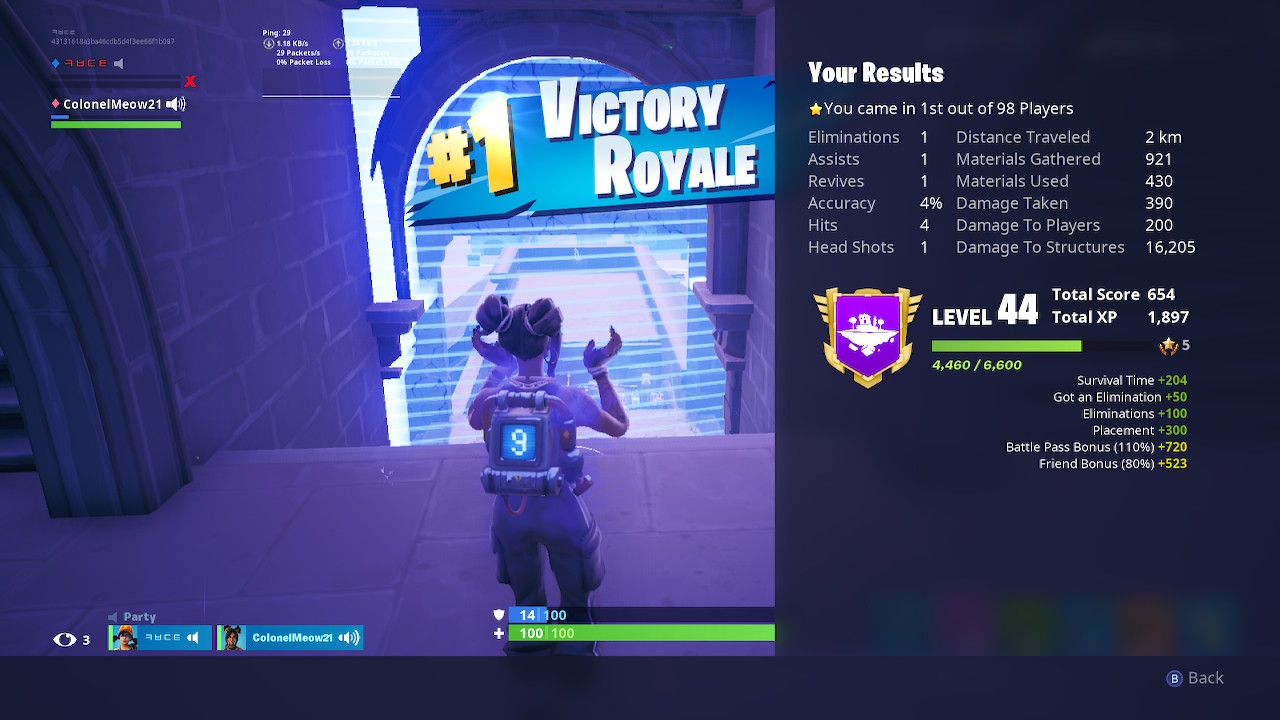 ㅋㅂㄷㅌ
43131618a3ba46cdb5d4f3ee66f1b087
ㅋㅂㄷㅌ
ColonelMeow21
Ping: 29
1.18 KB/s
29 Packets/s
0% Packet Loss
#1 VICTORY ROYALE
Your Results
You came in 1st out of 98 Players
Eliminations 1 Distance Traveled 2 km
Assists 1 Materials Gathered 921
Revives 1 Materials Used 430
Accuracy 4% Damage Taken 390
Hits 4 Damage To Players 200
Head Shots 1 Damage To Structures 16,205
LEVEL 44
Total Score 654
Total XP 1,897
5
4,460 / 6,600
Survival Time +204
Got an Elimination +50
Eliminations +100
Placement +300
Battle Pass Bonus (110%) +720
Friend Bonus (80%) +523
9
Party
3
ㅋㅂㄷㅌ
ColonelMeow21
14 100
100 100
B Back